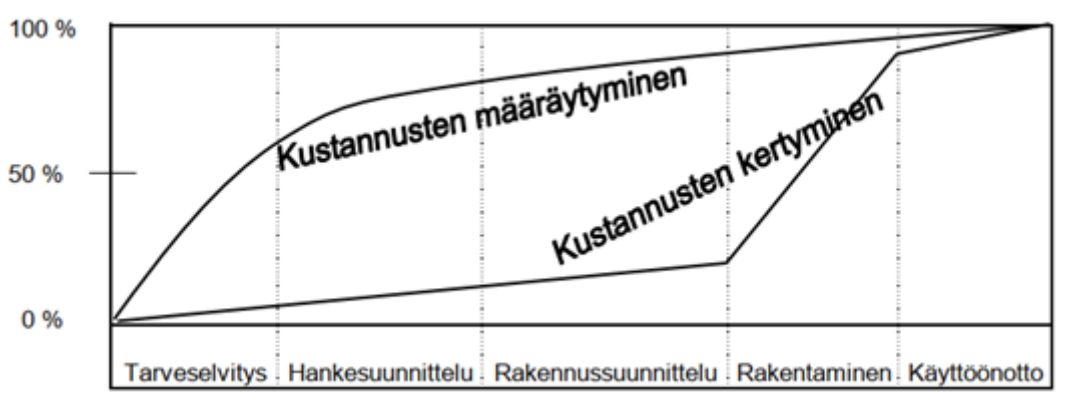 100 %
Kustannusten määräytyminen
50 %
Kustannusten kertyminen
0 %
Tarveselvitys
Hankesuunnittelu
Rakennussuunnittelu
Rakentaminen
Käyttöönotto